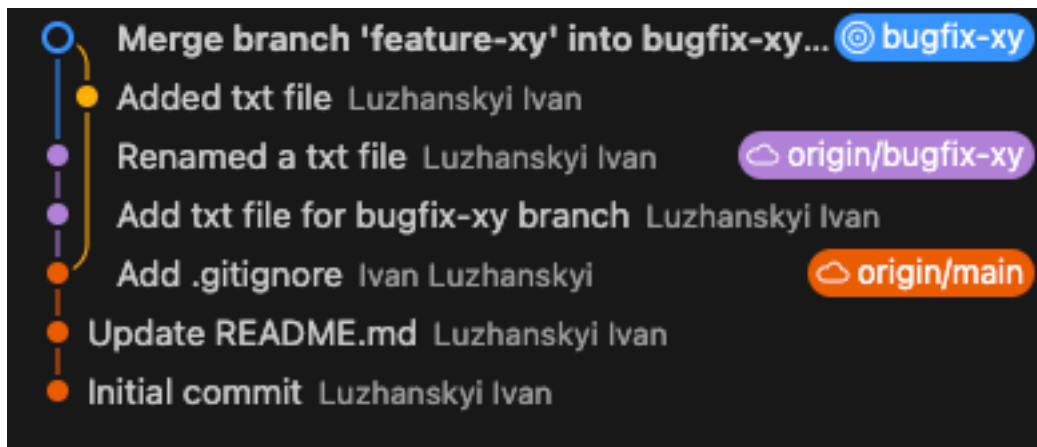 Merge branch 'feature-xy' into bugfix-xy... bugfix-xy
Added txt file Luzhanskyi Ivan
Renamed a txt file Luzhanskyi Ivan origin/bugfix-xy
Add txt file for bugfix-xy branch Luzhanskyi Ivan
Add .gitignore Ivan Luzhanskyi origin/main
Update README.md Luzhanskyi Ivan
Initial commit Luzhanskyi Ivan